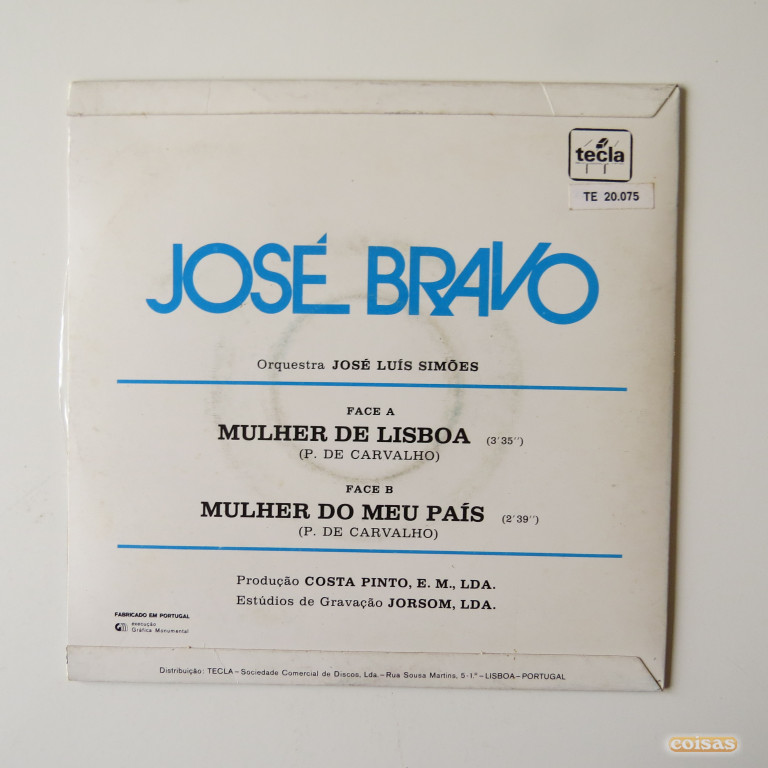 tecla
TE 20.075
JOSÉ BRAVO
Orquestra JOSÉ LUÍS SIMÕES
FACE A
MULHER DE LISBOA (3'35'')
(P. DE CARVALHO)
FACE B
MULHER DO MEU PAÍS (2'39'')
(P. DE CARVALHO)
Produção COSTA PINTO, E. M., LDA.
Estúdios de Gravação JORSOM, LDA.
FABRICADO EM PORTUGAL
execução
Gráfica Monumental
Distribuição: TECLA – Sociedade Comercial de Discos, Lda. – Rua Sousa Martins, 5-1.º – LISBOA – PORTUGAL
coisas